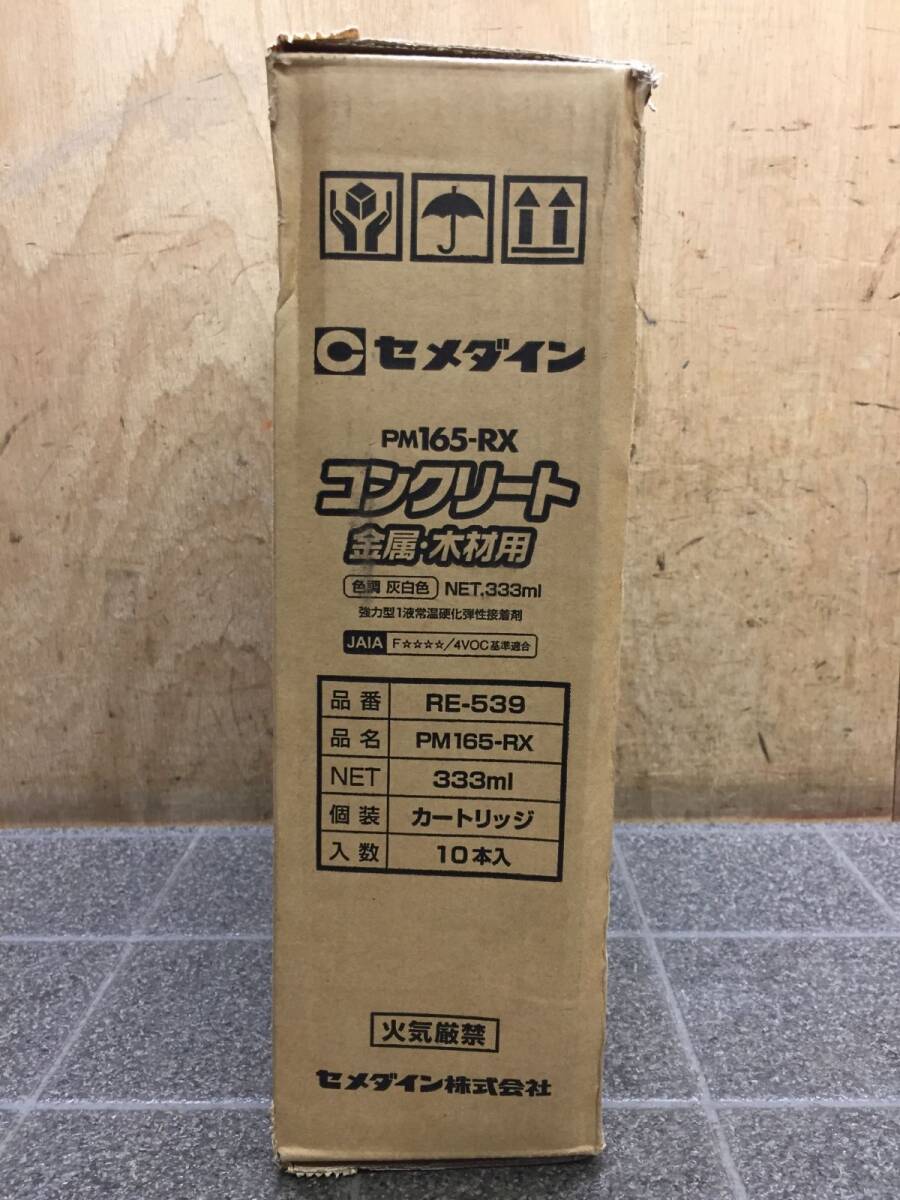 C セメダイン
PM165-RX
コンクリート
金属・木材用
色調 灰白色 NET.333ml
強力型1液常温硬化弾性接着剤
JAIA F☆☆☆☆/4VOC基準適合
品番 RE-539
品名 PM165-RX
NET 333ml
個装 カートリッジ
入数 10本入
火気厳禁
セメダイン株式会社